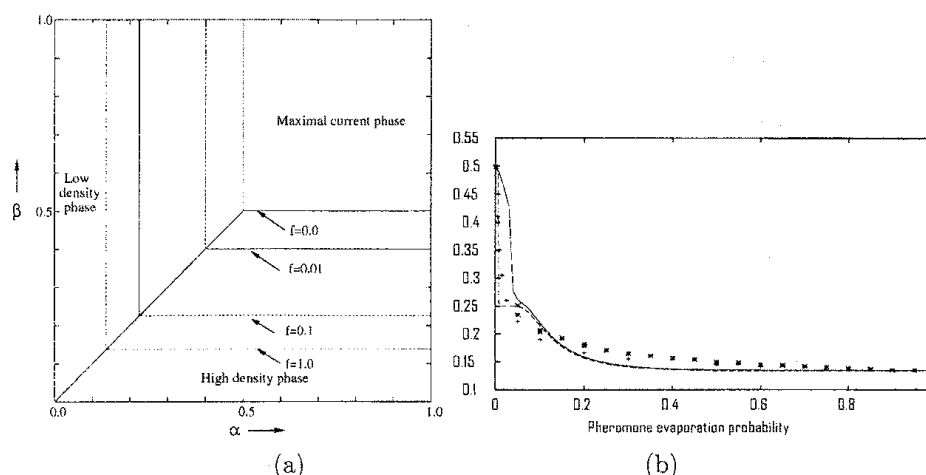 1.0
Maximal current phase
β
Low
density
phase
0.5
f=0.0
f=0.01
f=0.1
f=1.0
High density phase
0.0
0.5
1.0
α
(a)
0.55
0.5
0.45
0.4
0.35
0.3
0.25
0.2
0.15
0.1
0
0.2
0.4
0.6
0.8
Pheromone evaporation probability
(b)